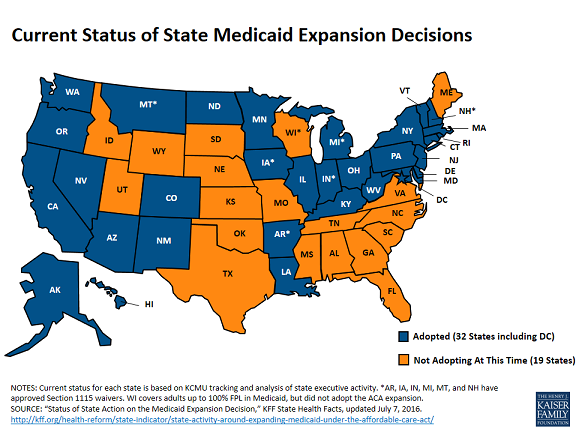 Current Status of State Medicaid Expansion Decisions
WA
MT*
ND
MN
VT
ME
NH*
OR
ID
SD
WI*
MI*
NY
MA
RI
CT
WY
NE
IA*
PA
NJ
NV
UT
CO
IL
IN*
OH
DE
MD
CA
KS
MO
KY
WV
VA
DC
AZ
NM
OK
AR*
TN
NC
SC
TX
LA
MS
AL
GA
FL
AK
HI
Adopted (32 States including DC)
Not Adopting At This Time (19 States)
NOTES: Current status for each state is based on KCMU tracking and analysis of state executive activity. *AR, IA, IN, MI, MT, and NH have
approved Section 1115 waivers. WI covers adults up to 100% FPL in Medicaid, but did not adopt the ACA expansion.
SOURCE: “Status of State Action on the Medicaid Expansion Decision,” KFF State Health Facts, updated July 7, 2016.
http://kff.org/health-reform/state-indicator/state-activity-around-expanding-medicaid-under-the-affordable-care-act/
THE HENRY J.
KAISER
FAMILY
FOUNDATION